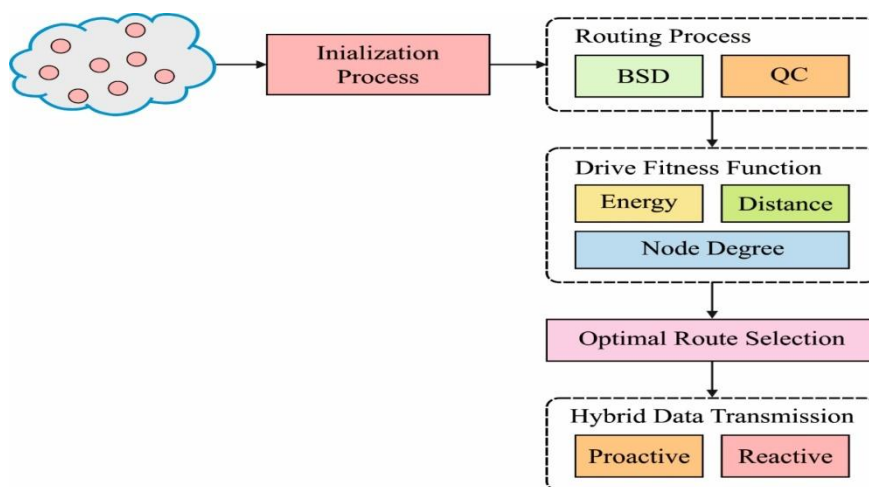 Inialization
Process
Routing Process
BSD QC
Drive Fitness Function
Energy Distance
Node Degree
Optimal Route Selection
Hybrid Data Transmission
Proactive Reactive